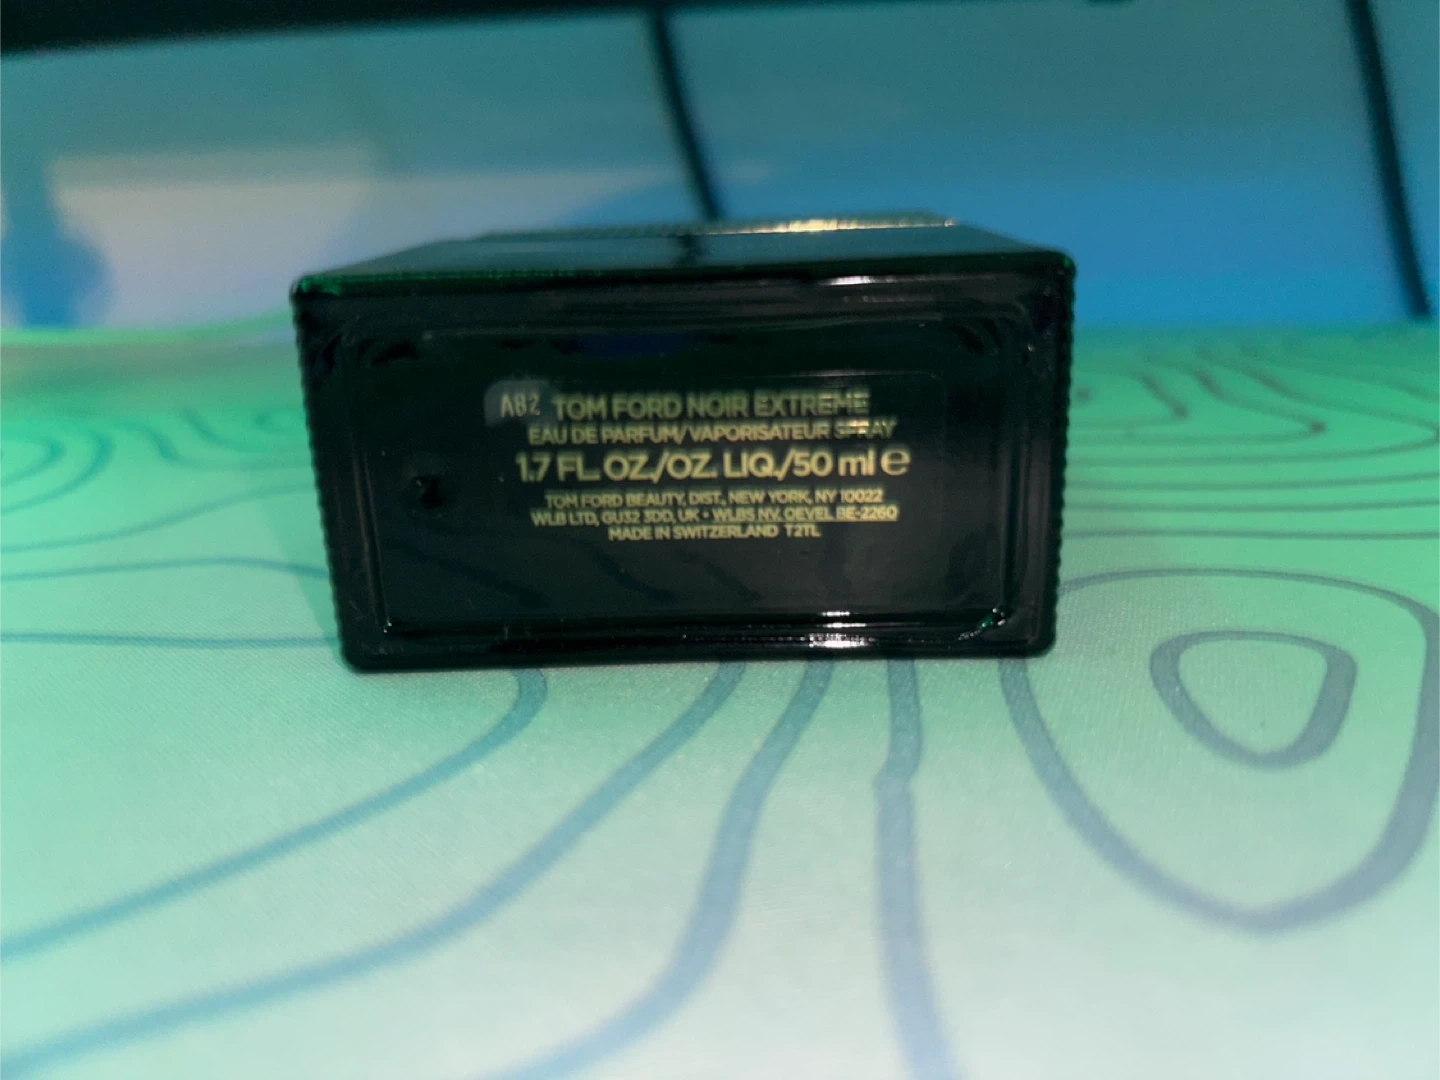 A82 TOM FORD NOIR EXTREME
EAU DE PARFUM/VAPORISATEUR SPRAY
1.7 FL.OZ./OZ. LIQ./50 ml ℮
TOM FORD BEAUTY, DIST., NEW YORK, NY 10022
WLB LTD, GU32 3DD, UK • WLBS NV, OEVEL BE-2260
MADE IN SWITZERLAND T2TL